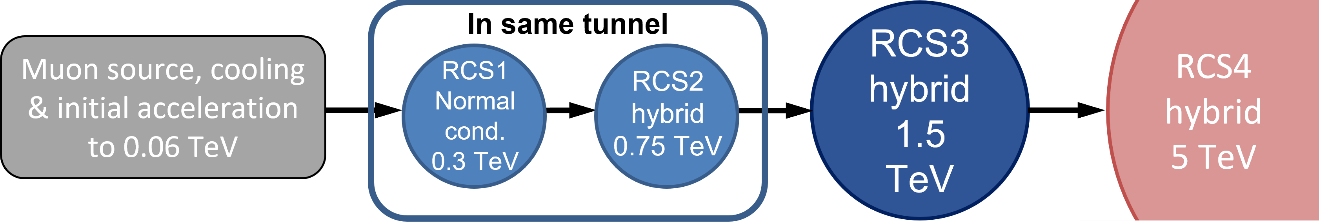 Muon source, cooling
& initial acceleration
to 0.06 TeV
In same tunnel
RCS1
Normal
cond.
0.3 TeV
RCS2
hybrid
0.75 TeV
RCS3
hybrid
1.5
TeV
RCS4
hybrid
5 TeV